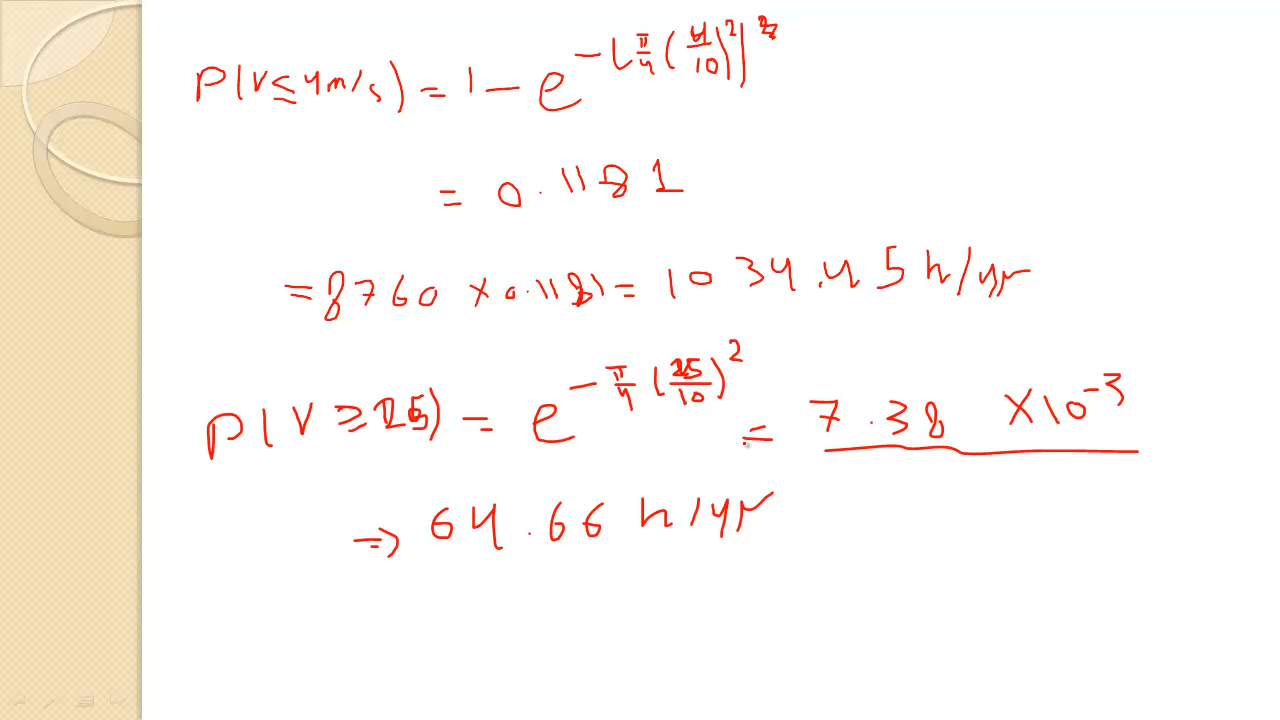 P(V ≤ 4m/s) = 1 - e^{-[π/4 (4/10)^2]}
= 0.1181
= 8760 × 0.1181 = 1034.45 h/yr
P(V ≥ 25) = e^{-π/4 (25/10)^2} = 7.38 × 10^{-3}
⇒ 64.66 h/yr